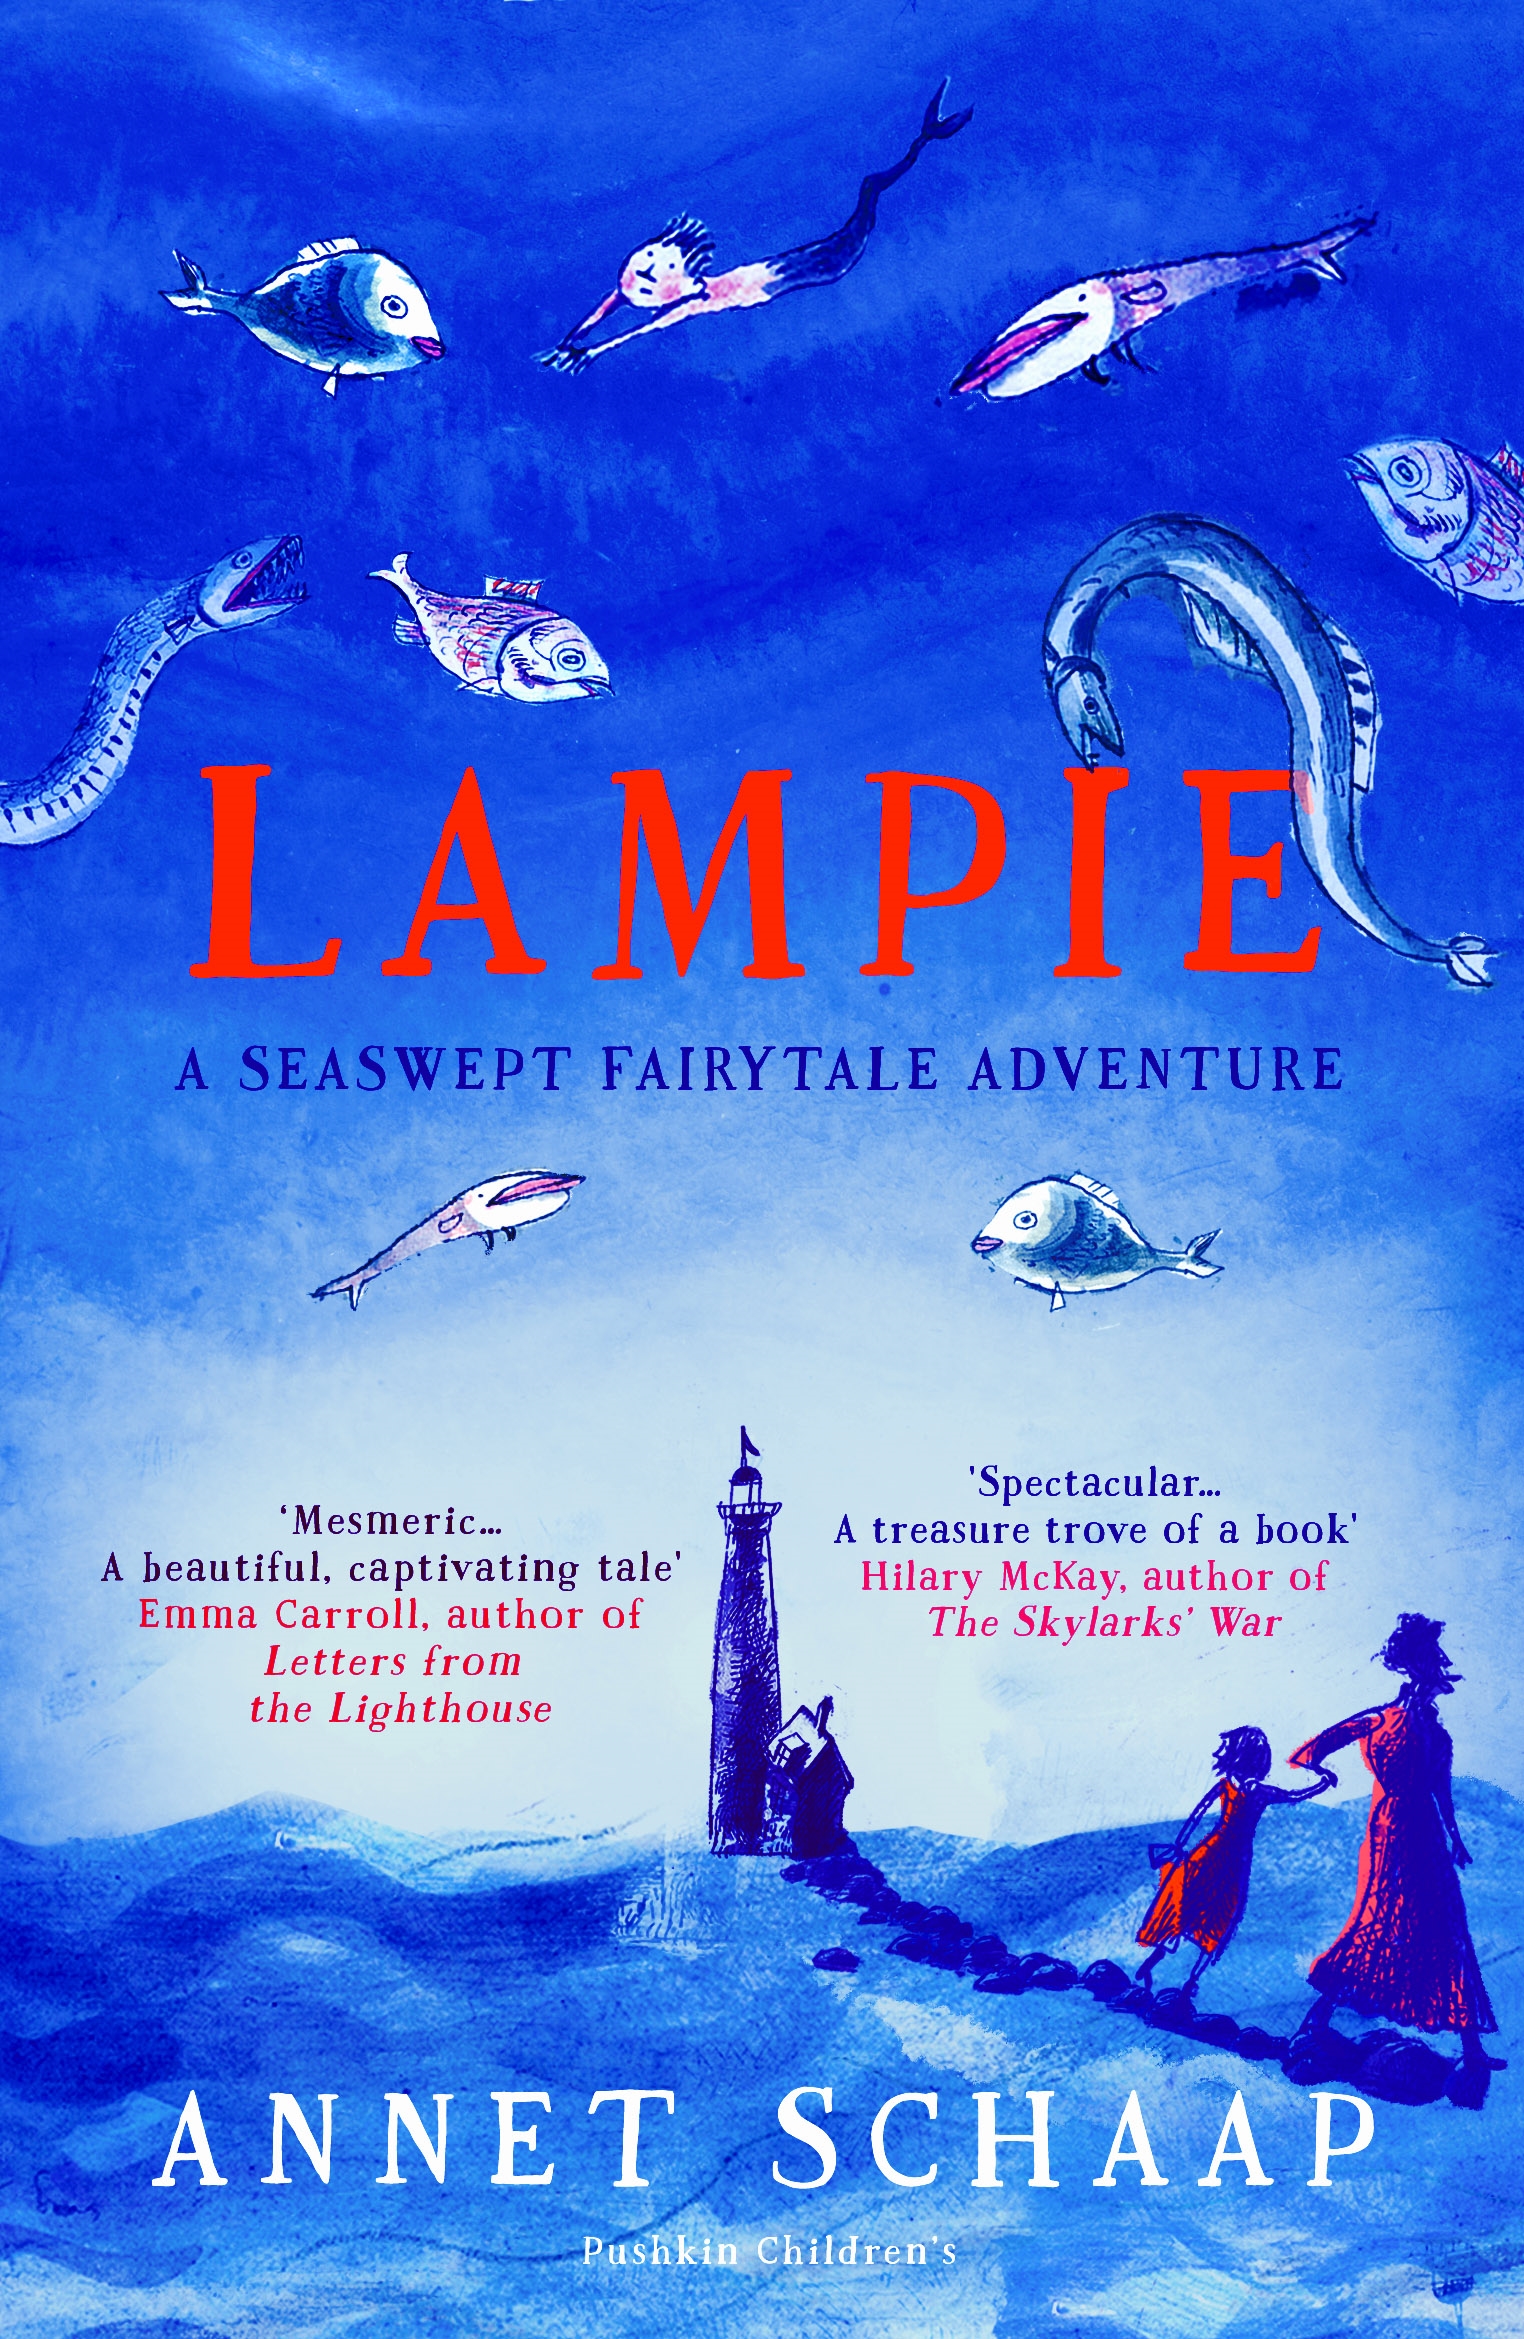 LAMPIE
A SEASWEPT FAIRYTALE ADVENTURE
‘Mesmeric...
A beautiful, captivating tale'
Emma Carroll, author of
Letters from
the Lighthouse
'Spectacular...
A treasure trove of a book'
Hilary McKay, author of
The Skylarks’ War
ANNET SCHAAP
Pushkin Children’s